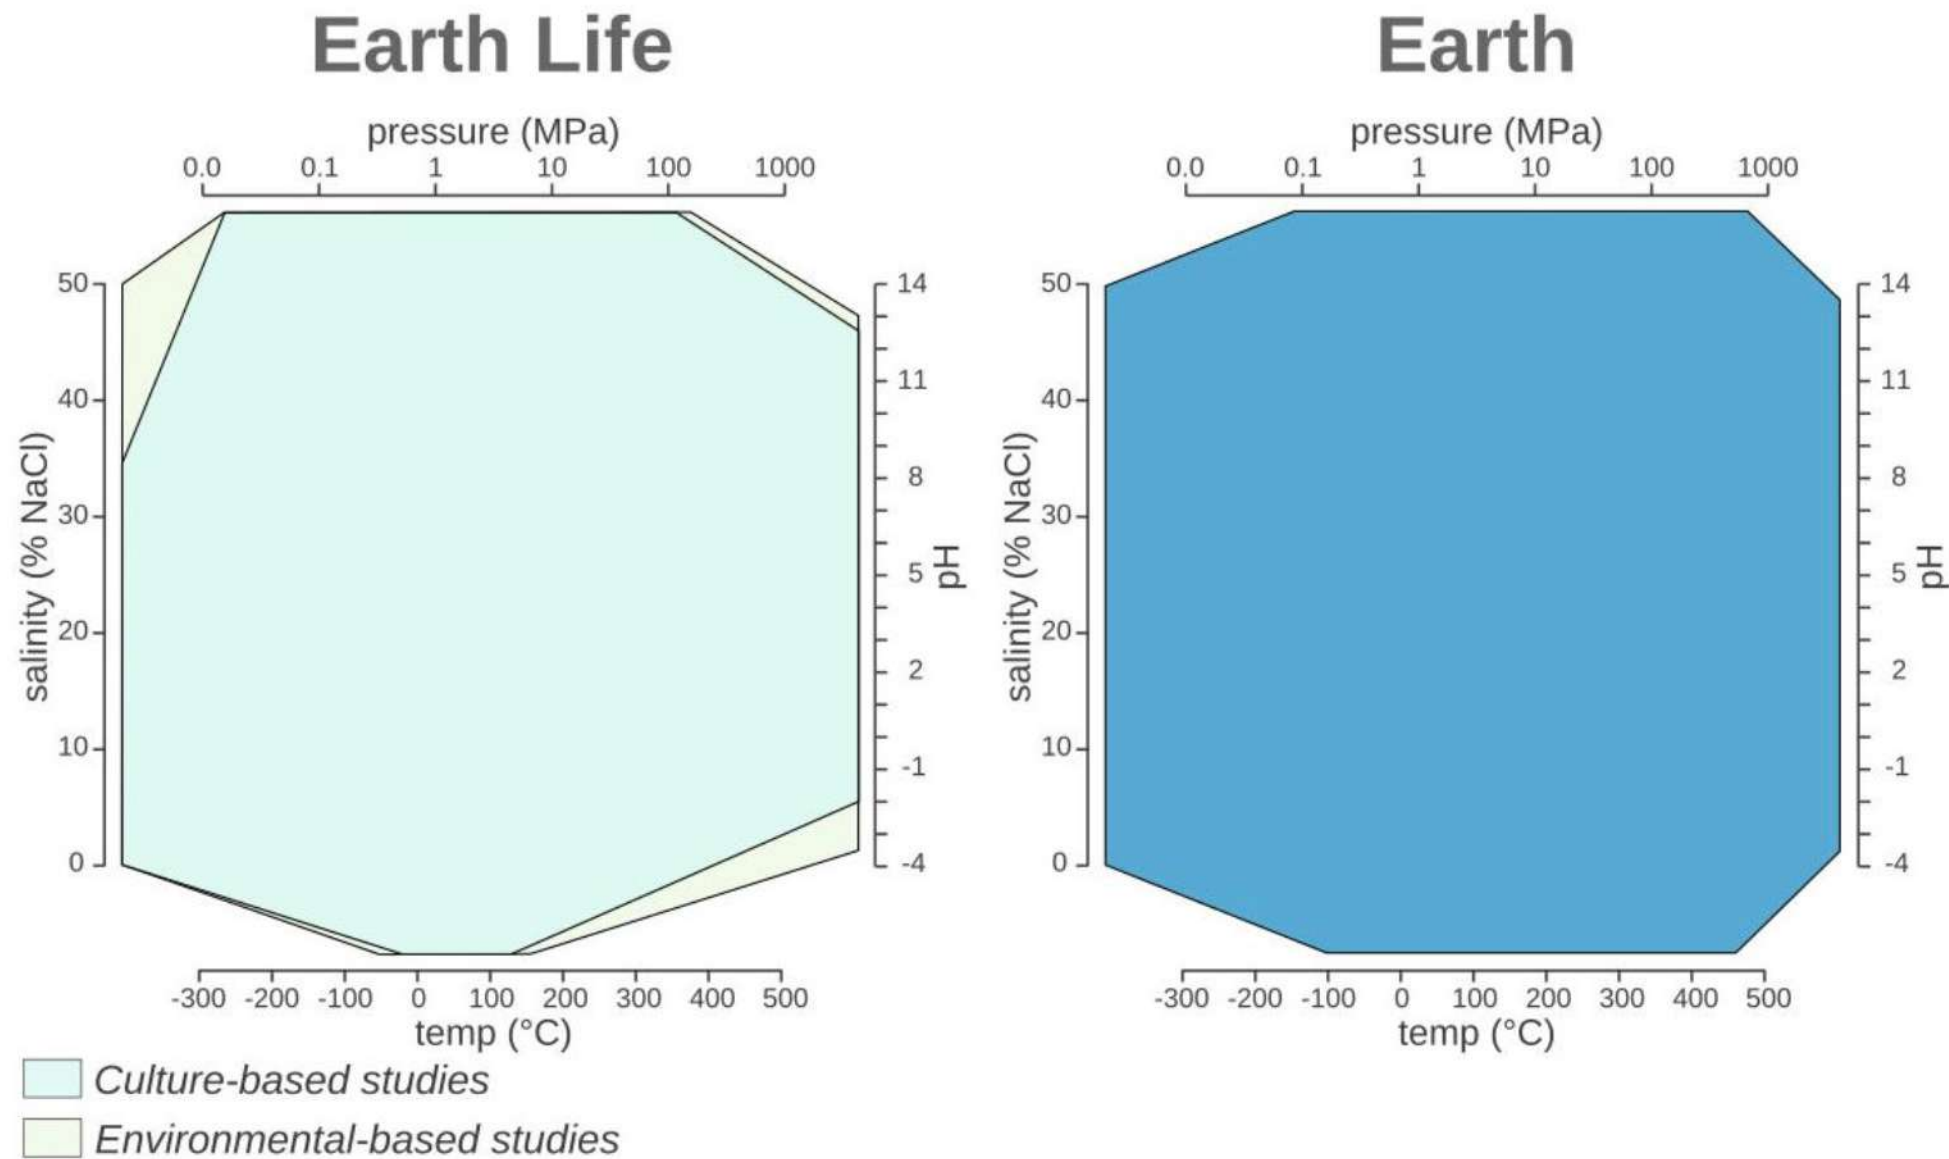 Earth Life
pressure (MPa)
0.0 0.1 1 10 100 1000
salinity (% NaCl)
50
40
30
20
10
0
14
11
8
5
2
-1
-4
pH
-300 -200 -100 0 100 200 300 400 500
temp (°C)
Culture-based studies
Environmental-based studies
Earth
pressure (MPa)
0.0 0.1 1 10 100 1000
salinity (% NaCl)
50
40
30
20
10
0
14
11
8
5
2
-1
-4
pH
-300 -200 -100 0 100 200 300 400 500
temp (°C)